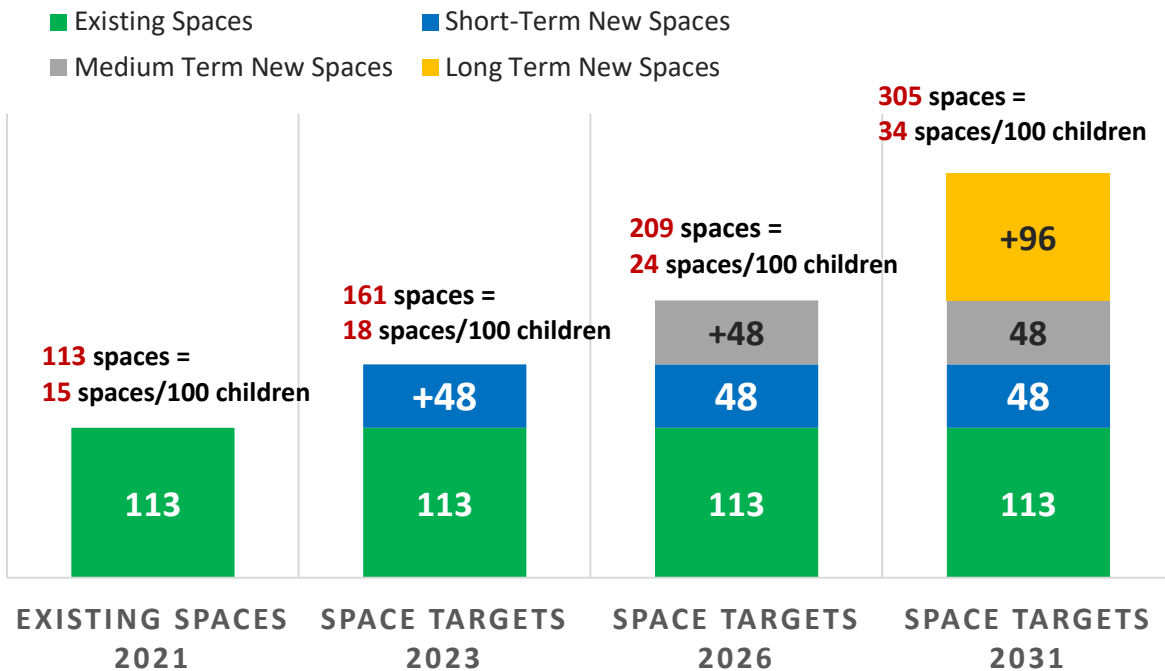 Existing Spaces
Short-Term New Spaces
Medium Term New Spaces
Long Term New Spaces
113 spaces =
15 spaces/100 children
161 spaces =
18 spaces/100 children
209 spaces =
24 spaces/100 children
305 spaces =
34 spaces/100 children
113
+48
113
+48
48
113
+96
48
48
113
EXISTING SPACES
2021
SPACE TARGETS
2023
SPACE TARGETS
2026
SPACE TARGETS
2031